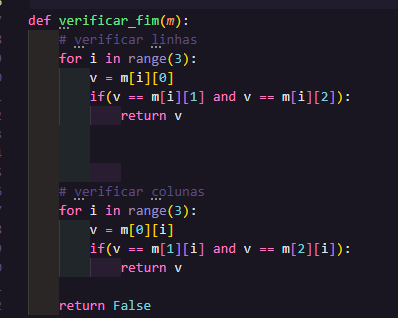 def verificar_fim(m):
    # verificar linhas
    for i in range(3):
        v = m[i][0]
        if(v == m[i][1] and v == m[i][2]):
            return v
    # verificar colunas
    for i in range(3):
        v = m[0][i]
        if(v == m[1][i] and v == m[2][i]):
            return v
    return False